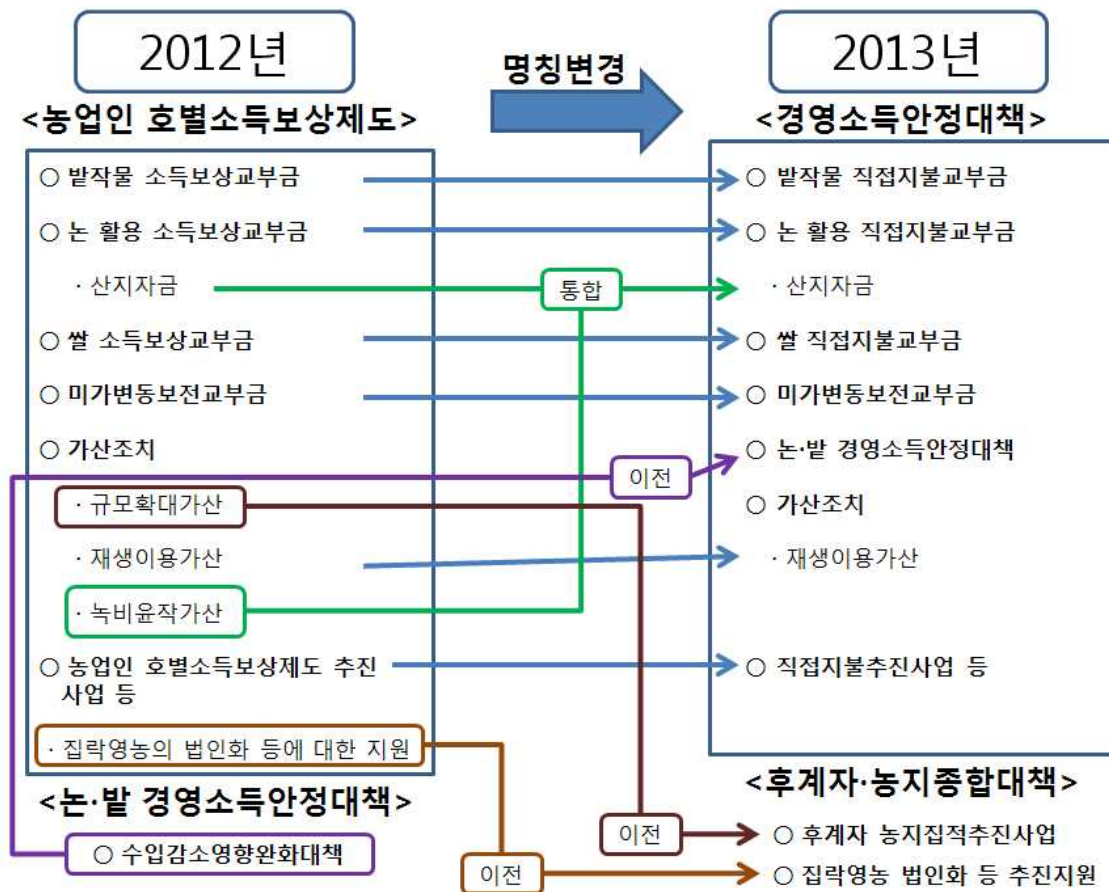 2012년
명칭변경
2013년
<농업인 호별소득보상제도>
<경영소득안정대책>
○ 밭작물 소득보상교부금
○ 논 활용 소득보상교부금
· 산지자금
○ 쌀 소득보상교부금
○ 미가변동보전교부금
○ 가산조치
· 규모확대가산
· 재생이용가산
· 녹비윤작가산
○ 농업인 호별소득보상제도 추진
사업 등
· 집락영농의 법인화 등에 대한 지원
<논·밭 경영소득안정대책>
○ 수입감소영향완화대책
통합
이전
이전
이전
○ 밭작물 직접지불교부금
○ 논 활용 직접지불교부금
· 산지자금
○ 쌀 직접지불교부금
○ 미가변동보전교부금
○ 논·밭 경영소득안정대책
○ 가산조치
· 재생이용가산
○ 직접지불추진사업 등
<후계자·농지종합대책>
○ 후계자 농지집적추진사업
○ 집락영농 법인화 등 추진지원